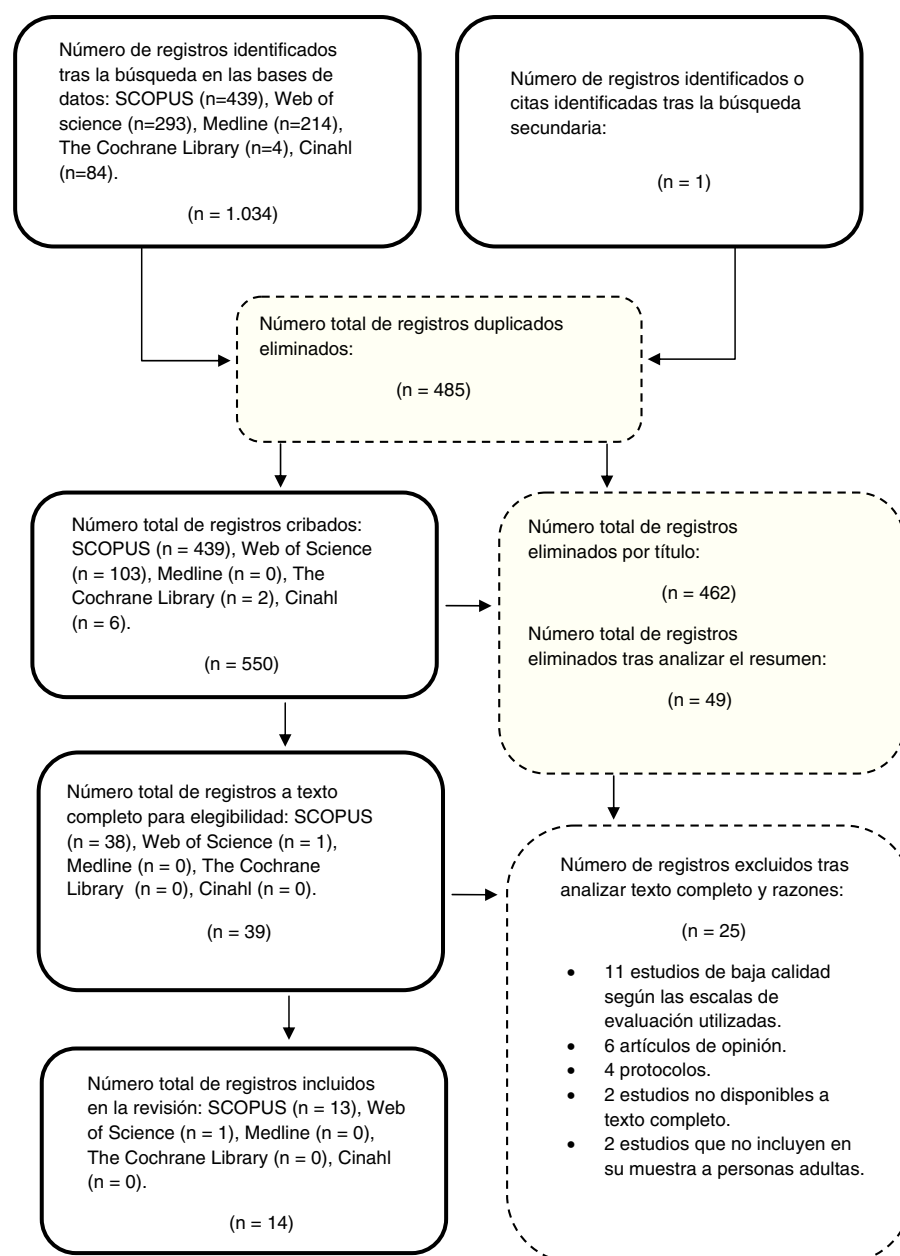 Número de registros identificados
tras la búsqueda en las bases de
datos: SCOPUS (n=439), Web of
science (n=293), Medline (n=214),
The Cochrane Library (n=4), Cinahl
(n=84).
(n = 1.034)
Número de registros identificados o
citas identificadas tras la búsqueda
secundaria:
(n = 1)
Número total de registros duplicados
eliminados:
(n = 485)
Número total de registros cribados:
SCOPUS (n = 439), Web of Science
(n = 103), Medline (n = 0), The
Cochrane Library (n = 2), Cinahl
(n = 6).
(n = 550)
Número total de registros
eliminados por título:
(n = 462)
Número total de registros
eliminados tras analizar el resumen:
(n = 49)
Número total de registros a texto
completo para elegibilidad: SCOPUS
(n = 38), Web of Science (n = 1),
Medline (n = 0), The Cochrane
Library (n = 0), Cinahl (n = 0).
(n = 39)
Número de registros excluidos tras
analizar texto completo y razones:
(n = 25)
• 11 estudios de baja calidad
según las escalas de
evaluación utilizadas.
• 6 artículos de opinión.
• 4 protocolos.
• 2 estudios no disponibles a
texto completo.
• 2 estudios que no incluyen en
su muestra a personas adultas.
Número total de registros incluidos
en la revisión: SCOPUS (n = 13), Web
of Science (n = 1), Medline (n = 0),
The Cochrane Library (n = 0), Cinahl
(n = 0).
(n = 14)